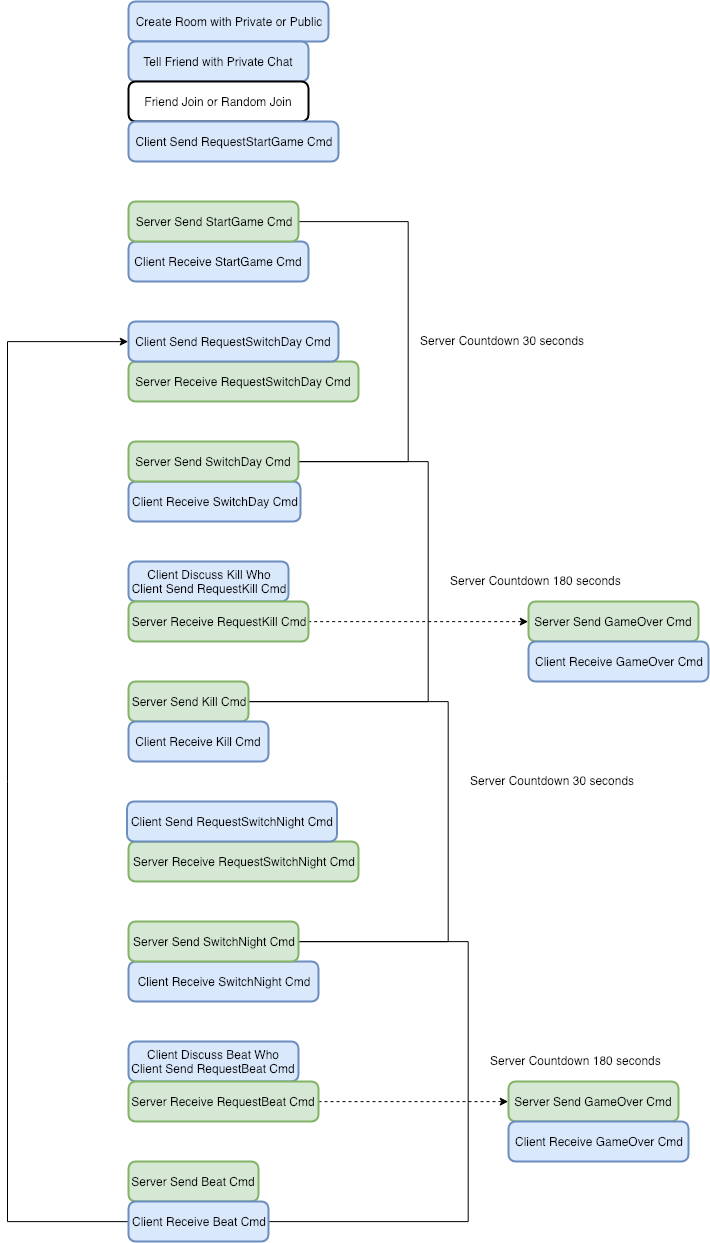 Create Room with Private or Public
Tell Friend with Private Chat
Friend Join or Random Join
Client Send RequestStartGame Cmd
Server Send StartGame Cmd
Client Receive StartGame Cmd
Client Send RequestSwitchDay Cmd
Server Countdown 30 seconds
Server Receive RequestSwitchDay Cmd
Server Send SwitchDay Cmd
Client Receive SwitchDay Cmd
Client Discuss Kill Who
Client Send RequestKill Cmd
Server Countdown 180 seconds
Server Receive RequestKill Cmd
Server Send GameOver Cmd
Client Receive GameOver Cmd
Server Send Kill Cmd
Client Receive Kill Cmd
Server Countdown 30 seconds
Client Send RequestSwitchNight Cmd
Server Receive RequestSwitchNight Cmd
Server Send SwitchNight Cmd
Client Receive SwitchNight Cmd
Client Discuss Beat Who
Client Send RequestBeat Cmd
Server Countdown 180 seconds
Server Receive RequestBeat Cmd
Server Send GameOver Cmd
Client Receive GameOver Cmd
Server Send Beat Cmd
Client Receive Beat Cmd